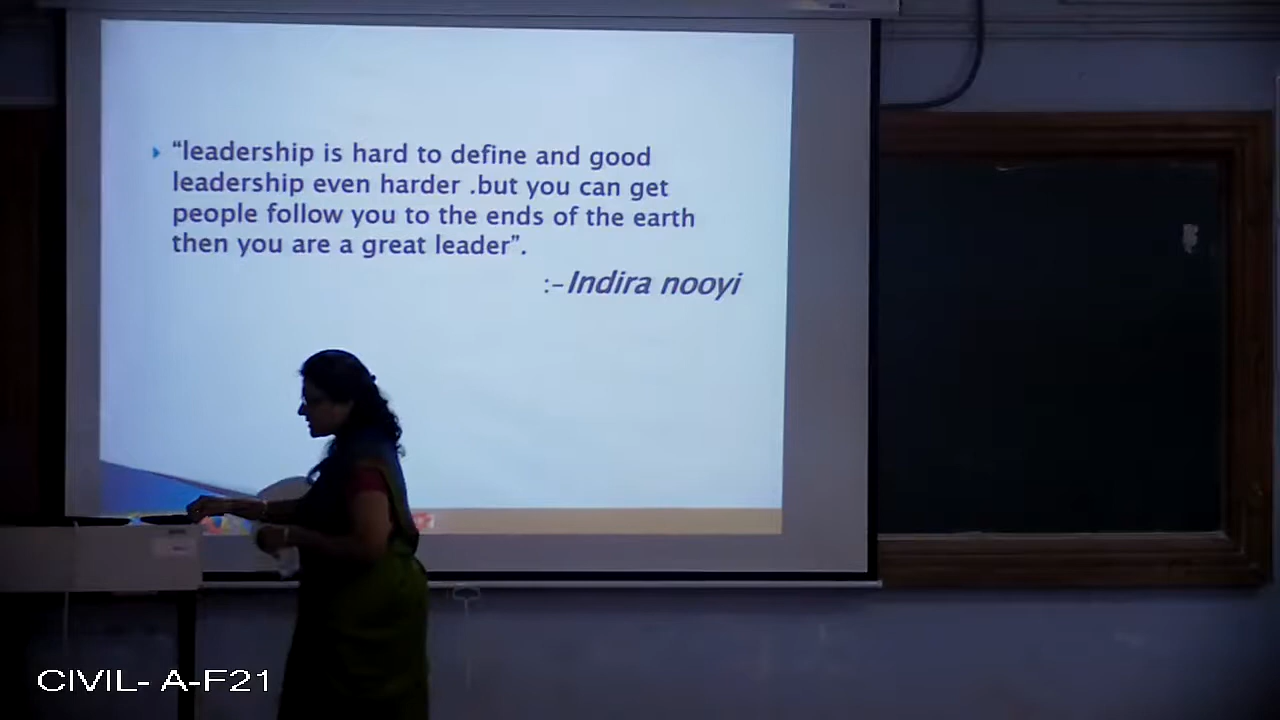 “leadership is hard to define and good
leadership even harder .but you can get
people follow you to the ends of the earth
then you are a great leader”.
:-Indira nooyi
CIVIL- A-F21